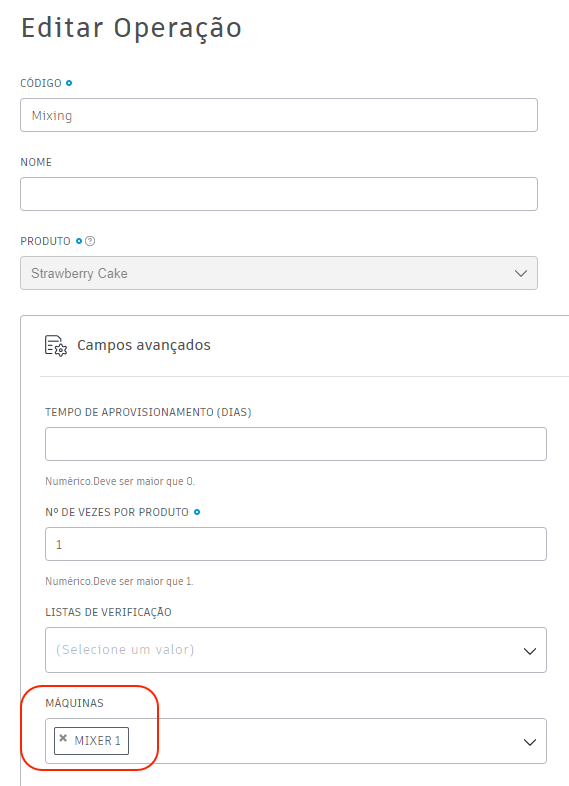 Editar Operação
CÓDIGO
Mixing
NOME
PRODUTO
Strawberry Cake
Campos avançados
TEMPO DE APROVISIONAMENTO (DIAS)
Numérico.Deve ser maior que 0.
Nº DE VEZES POR PRODUTO
1
Numérico.Deve ser maior que 1.
LISTAS DE VERIFICAÇÃO
(Selecione um valor)
MÁQUINAS
MIXER 1